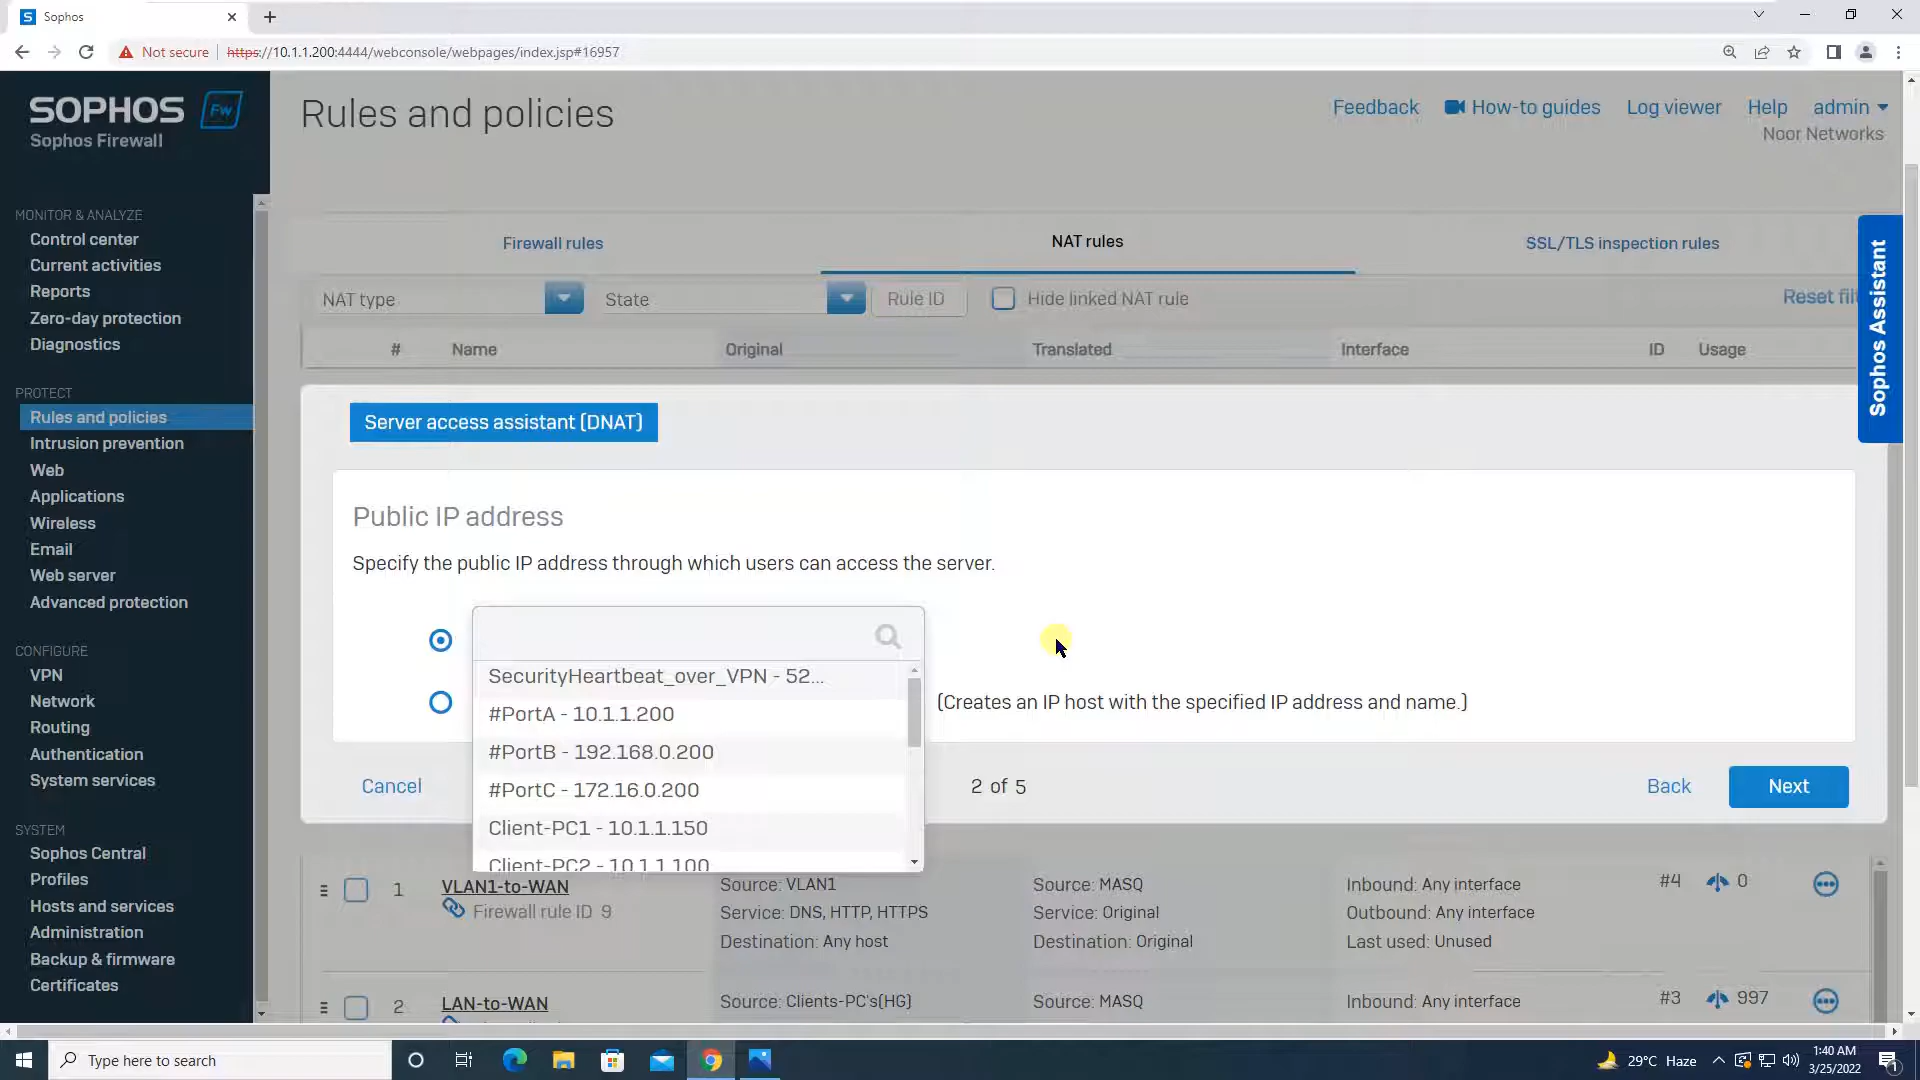 Sophos
Not secure
https://10.1.1.200:4444/webconsole/webpages/index.jsp#16957
SOPHOS Fw
Sophos Firewall
MONITOR & ANALYZE
Control center
Current activities
Reports
Zero-day protection
Diagnostics
PROTECT
Rules and policies
Intrusion prevention
Web
Applications
Wireless
Email
Web server
Advanced protection
CONFIGURE
VPN
Network
Routing
Authentication
System services
SYSTEM
Sophos Central
Profiles
Hosts and services
Administration
Backup & firmware
Certificates
Rules and policies
Feedback How-to guides Log viewer Help admin
Noor Networks
Firewall rules NAT rules SSL/TLS inspection rules
NAT type State Rule ID Hide linked NAT rule Reset filt
# Name Original Translated Interface ID Usage
Sophos Assistant
Server access assistant (DNAT)
Public IP address
Specify the public IP address through which users can access the server.
SecurityHeartbeat_over_VPN - 52...
#PortA - 10.1.1.200
#PortB - 192.168.0.200
#PortC - 172.16.0.200
Client-PC1 - 10.1.1.150
Client-PC2 - 10.1.1.100
(Creates an IP host with the specified IP address and name.)
Cancel 2 of 5 Back Next
1 VLAN1-to-WAN Source: VLAN1 Source: MASQ Inbound: Any interface #4 0
Firewall rule ID 9 Service: DNS, HTTP, HTTPS Service: Original Outbound: Any interface
Destination: Any host Destination: Original Last used: Unused
2 LAN-to-WAN Source: Clients-PC's(HG) Source: MASQ Inbound: Any interface #3 997
Type here to search
29°C Haze
1:40 AM
3/25/2022
1